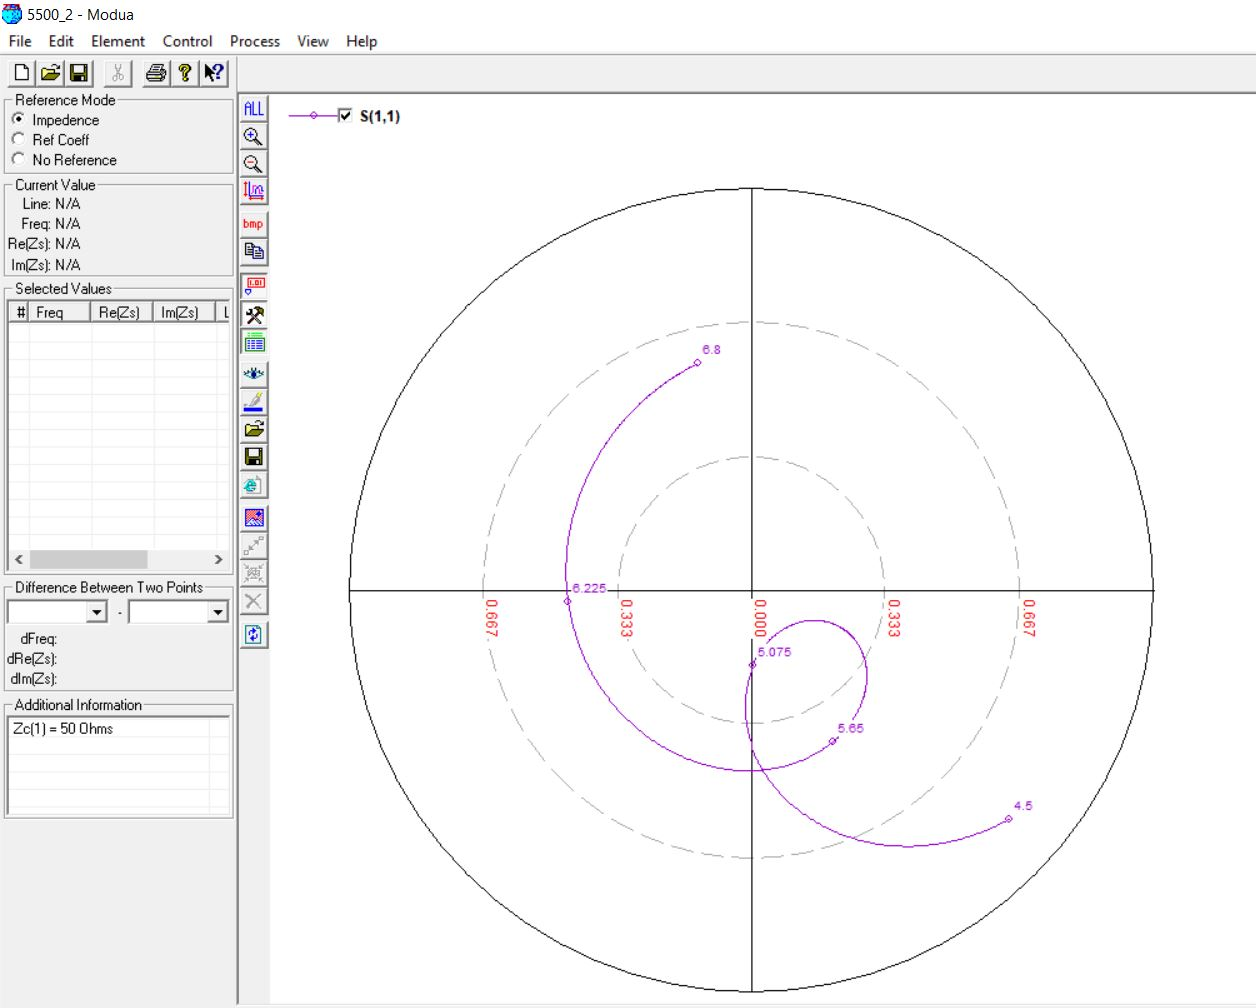 5500_2 - Modua
File Edit Element Control Process View Help
Reference Mode
Impedence
Ref Coeff
No Reference
Current Value
Line: N/A
Freq: N/A
Re(Zs): N/A
Im(Zs): N/A
Selected Values
# Freq Re(Zs) Im(Zs) L
Difference Between Two Points
-
dFreq:
dRe(Zs):
dIm(Zs):
Additional Information
Zc(1) = 50 Ohms
ALL
bmp
1.01
S(1,1)
6.8
6.225
0.667
0.333
0.000
0.333
0.667
5.075
5.65
4.5